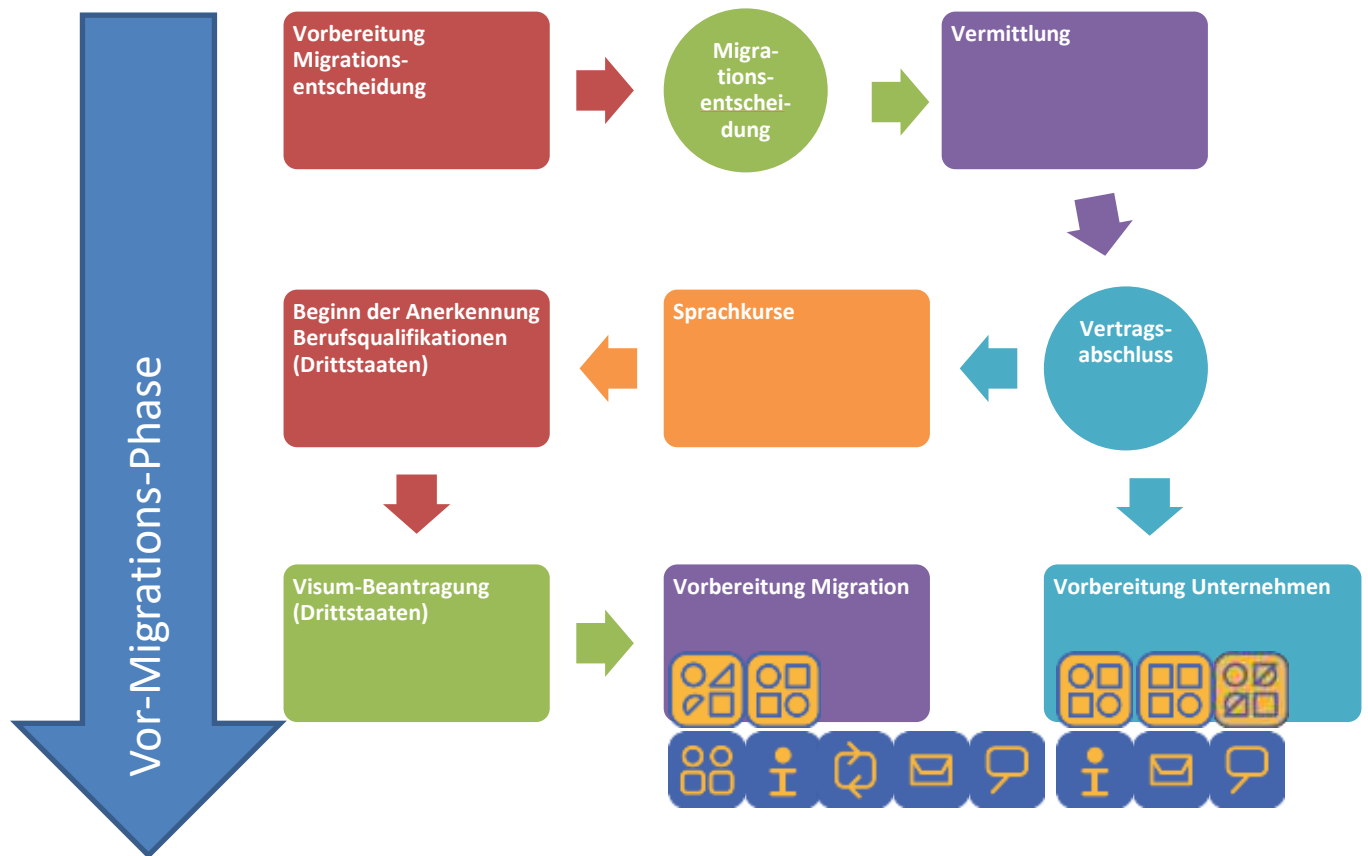 Vorbereitung
Migrations-
entscheidung
Migra-
tions-
entschei-
dung
Vermittlung
Beginn der Anerkennung
Berufsqualifikationen
(Drittstaaten)
Sprachkurse
Vertrags-
abschluss
Visum-Beantragung
(Drittstaaten)
Vorbereitung Migration
Vorbereitung Unternehmen
Vor-Migrations-Phase